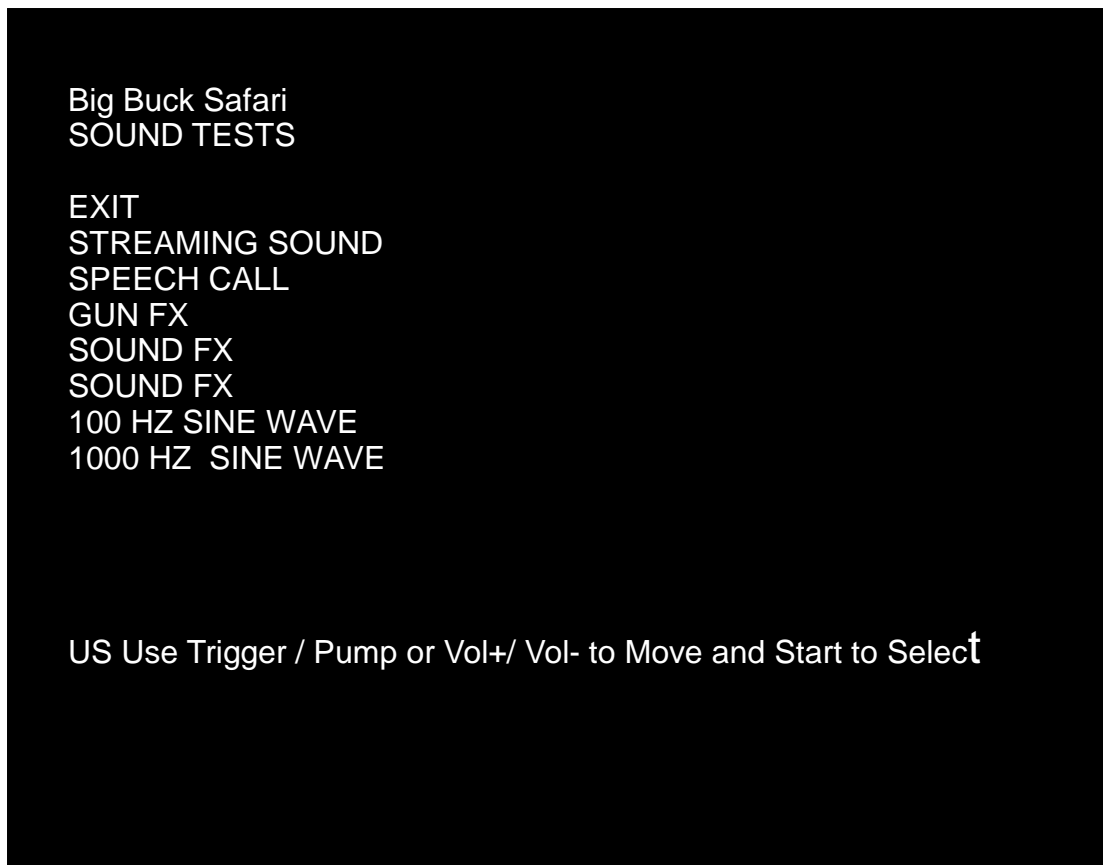 Big Buck Safari
SOUND TESTS
EXIT
STREAMING SOUND
SPEECH CALL
GUN FX
SOUND FX
SOUND FX
100 HZ SINE WAVE
1000 HZ  SINE WAVE
US Use Trigger / Pump or Vol+/ Vol- to Move and Start to Select